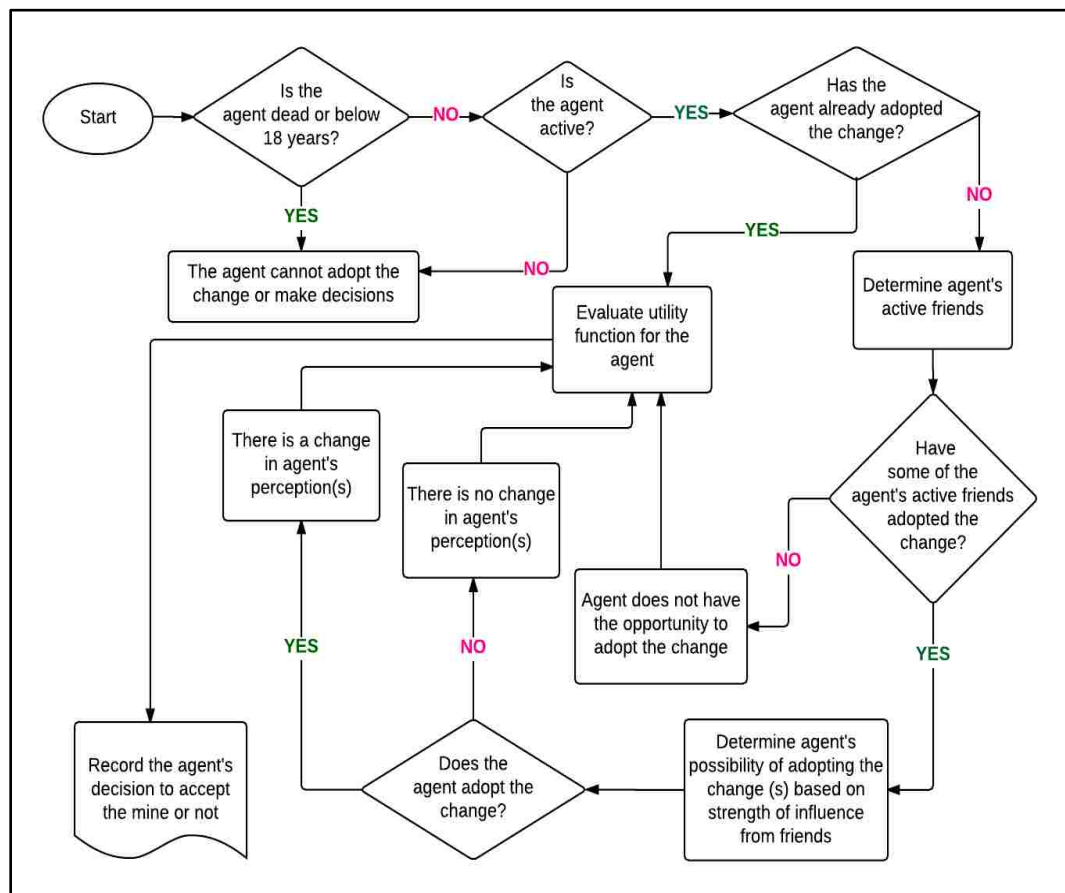 Start
Is the
agent dead or below
18 years?
NO
Is
the agent
active?
YES
Has the
agent already adopted
the change?
YES
NO
YES
NO
The agent cannot adopt the
change or make decisions
Determine agent's
active friends
Evaluate utility
function for the
agent
There is a change
in agent's
perception(s)
There is no change
in agent's
perception(s)
Have
some of the
agent's active friends
adopted the
change?
NO
Agent does not have
the opportunity to
adopt the change
YES
YES
NO
Record the agent's
decision to accept
the mine or not
Does the
agent adopt the
change?
Determine agent's
possibility of adopting the
change (s) based on
strength of influence
from friends